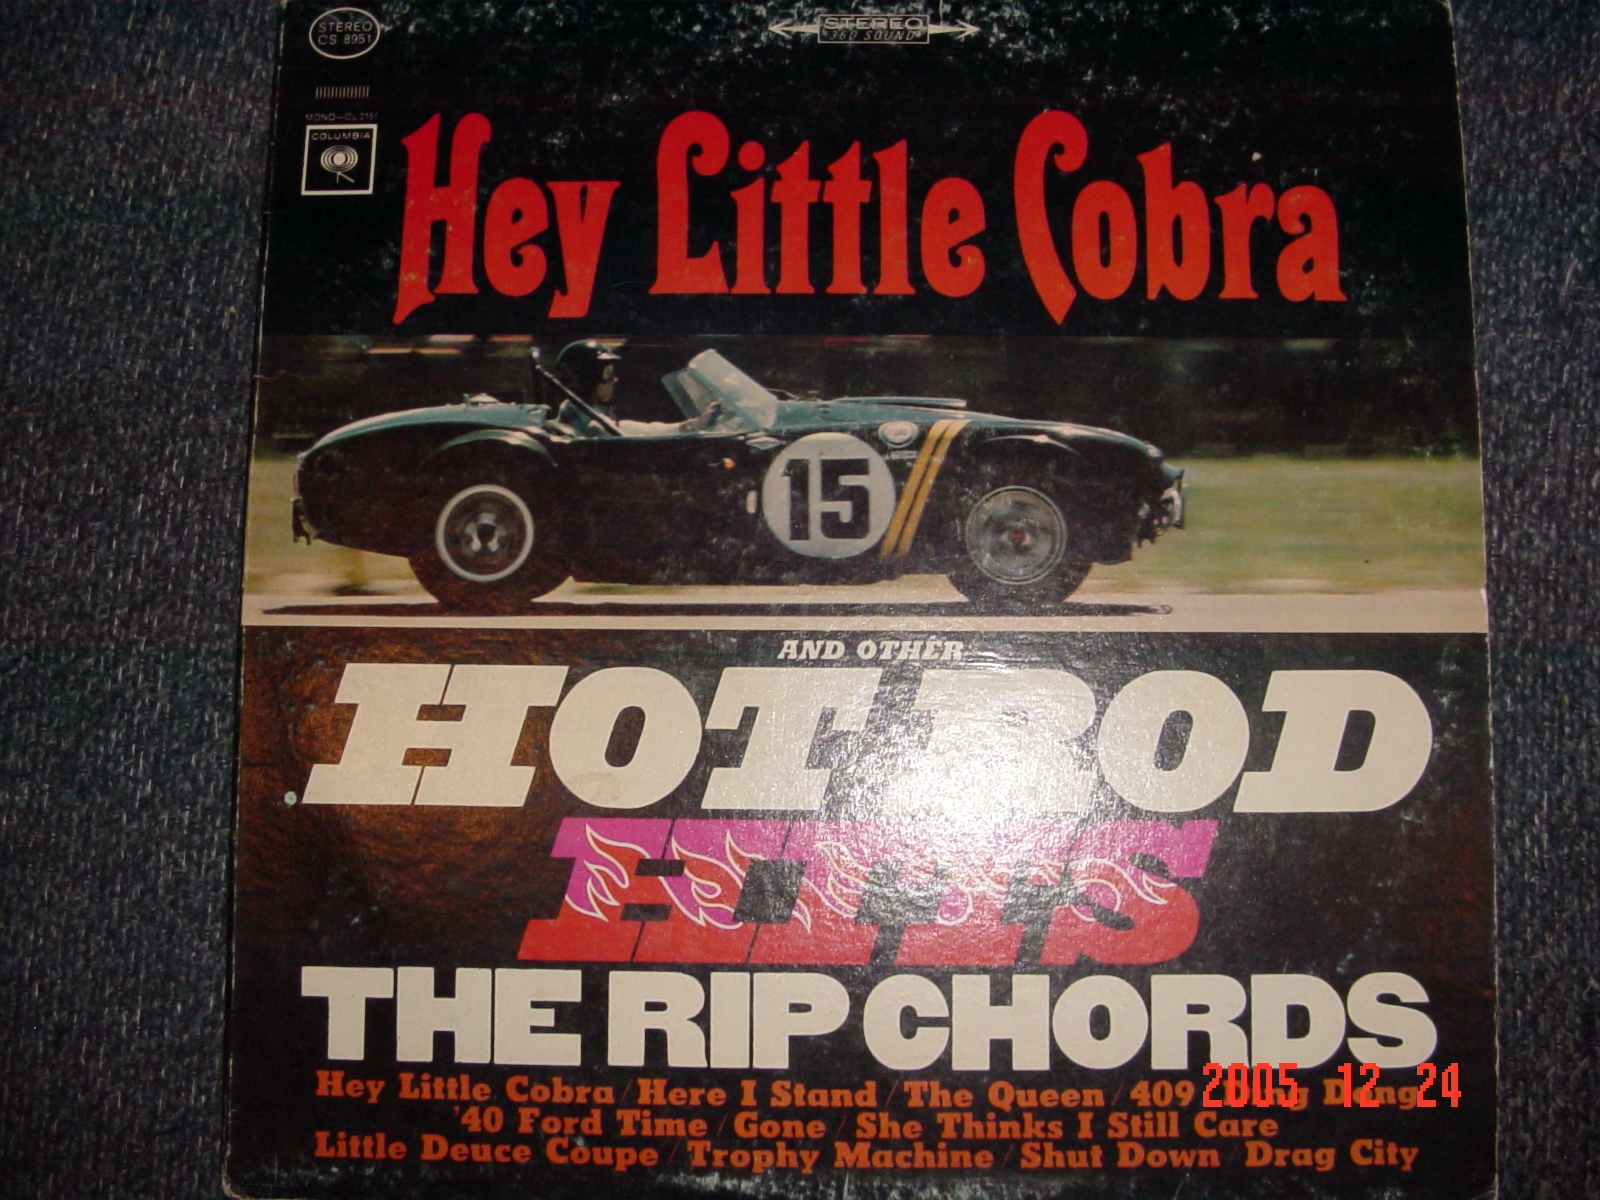 STEREO
CS 8951
STEREO
360 SOUND
MONO—CL 2151
COLUMBIA
Hey Little Cobra
15
AND OTHER
HOT ROD
HITS
THE RIP CHORDS
Hey Little Cobra / Here I Stand / The Queen / 409 / Ding Dong
'40 Ford Time / Gone / She Thinks I Still Care
Little Deuce Coupe / Trophy Machine / Shut Down / Drag City
2005 12 24